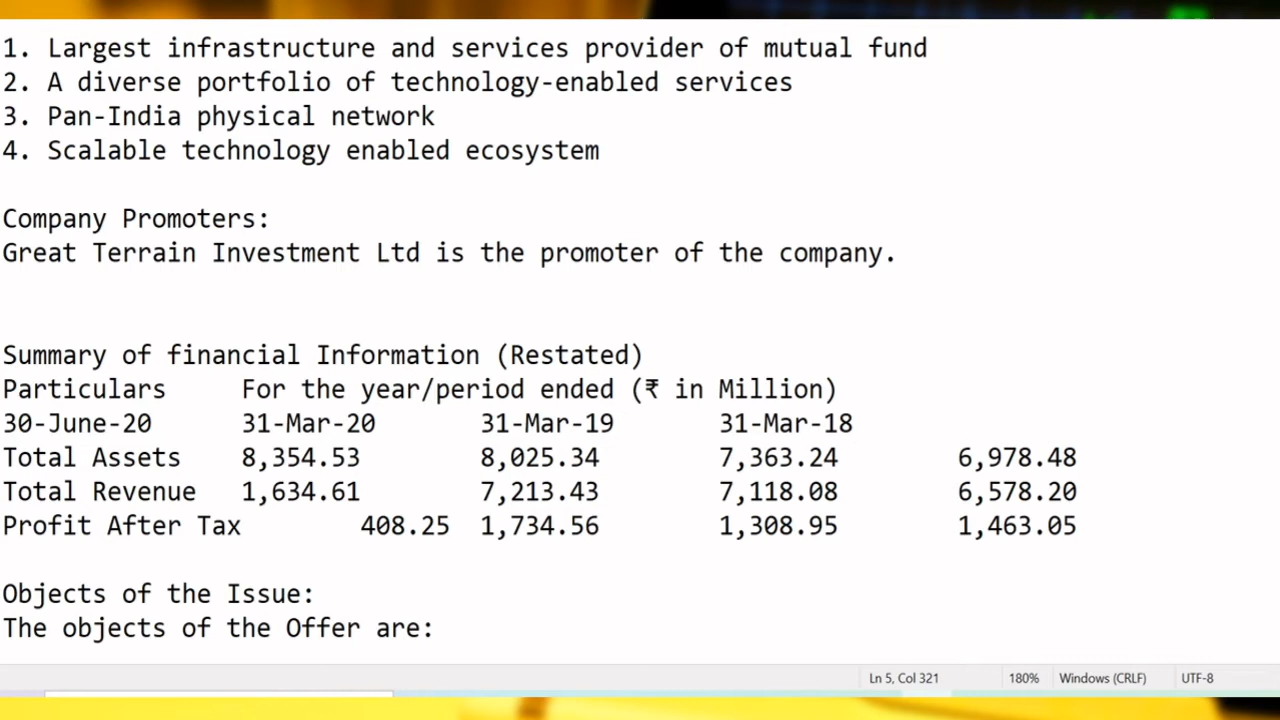 1. Largest infrastructure and services provider of mutual fund
2. A diverse portfolio of technology-enabled services
3. Pan-India physical network
4. Scalable technology enabled ecosystem
Company Promoters:
Great Terrain Investment Ltd is the promoter of the company.
Summary of financial Information (Restated)
Particulars For the year/period ended (₹ in Million)
30-June-20 31-Mar-20 31-Mar-19 31-Mar-18
Total Assets 8,354.53 8,025.34 7,363.24 6,978.48
Total Revenue 1,634.61 7,213.43 7,118.08 6,578.20
Profit After Tax 408.25 1,734.56 1,308.95 1,463.05
Objects of the Issue:
The objects of the Offer are:
Ln 5, Col 321 180% Windows (CRLF) UTF-8